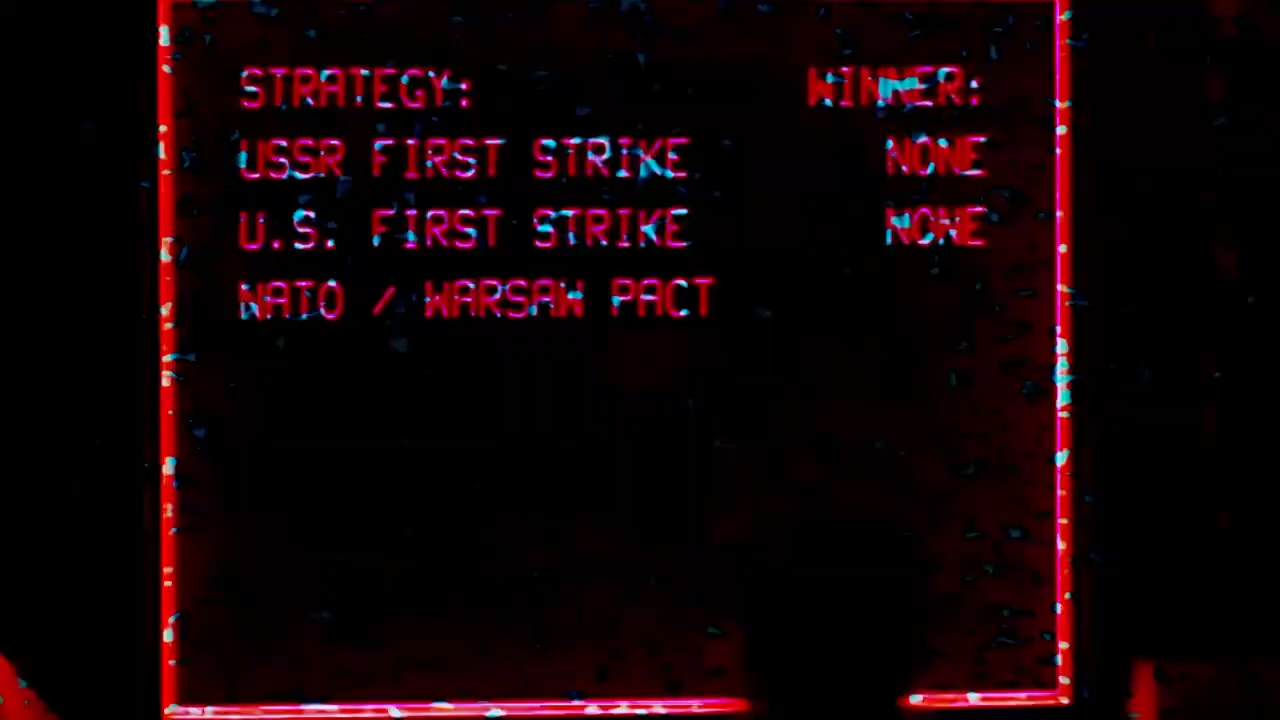 STRATEGY: WINNER:
USSR FIRST STRIKE NONE
U.S. FIRST STRIKE NONE
NATO / WARSAW PACT